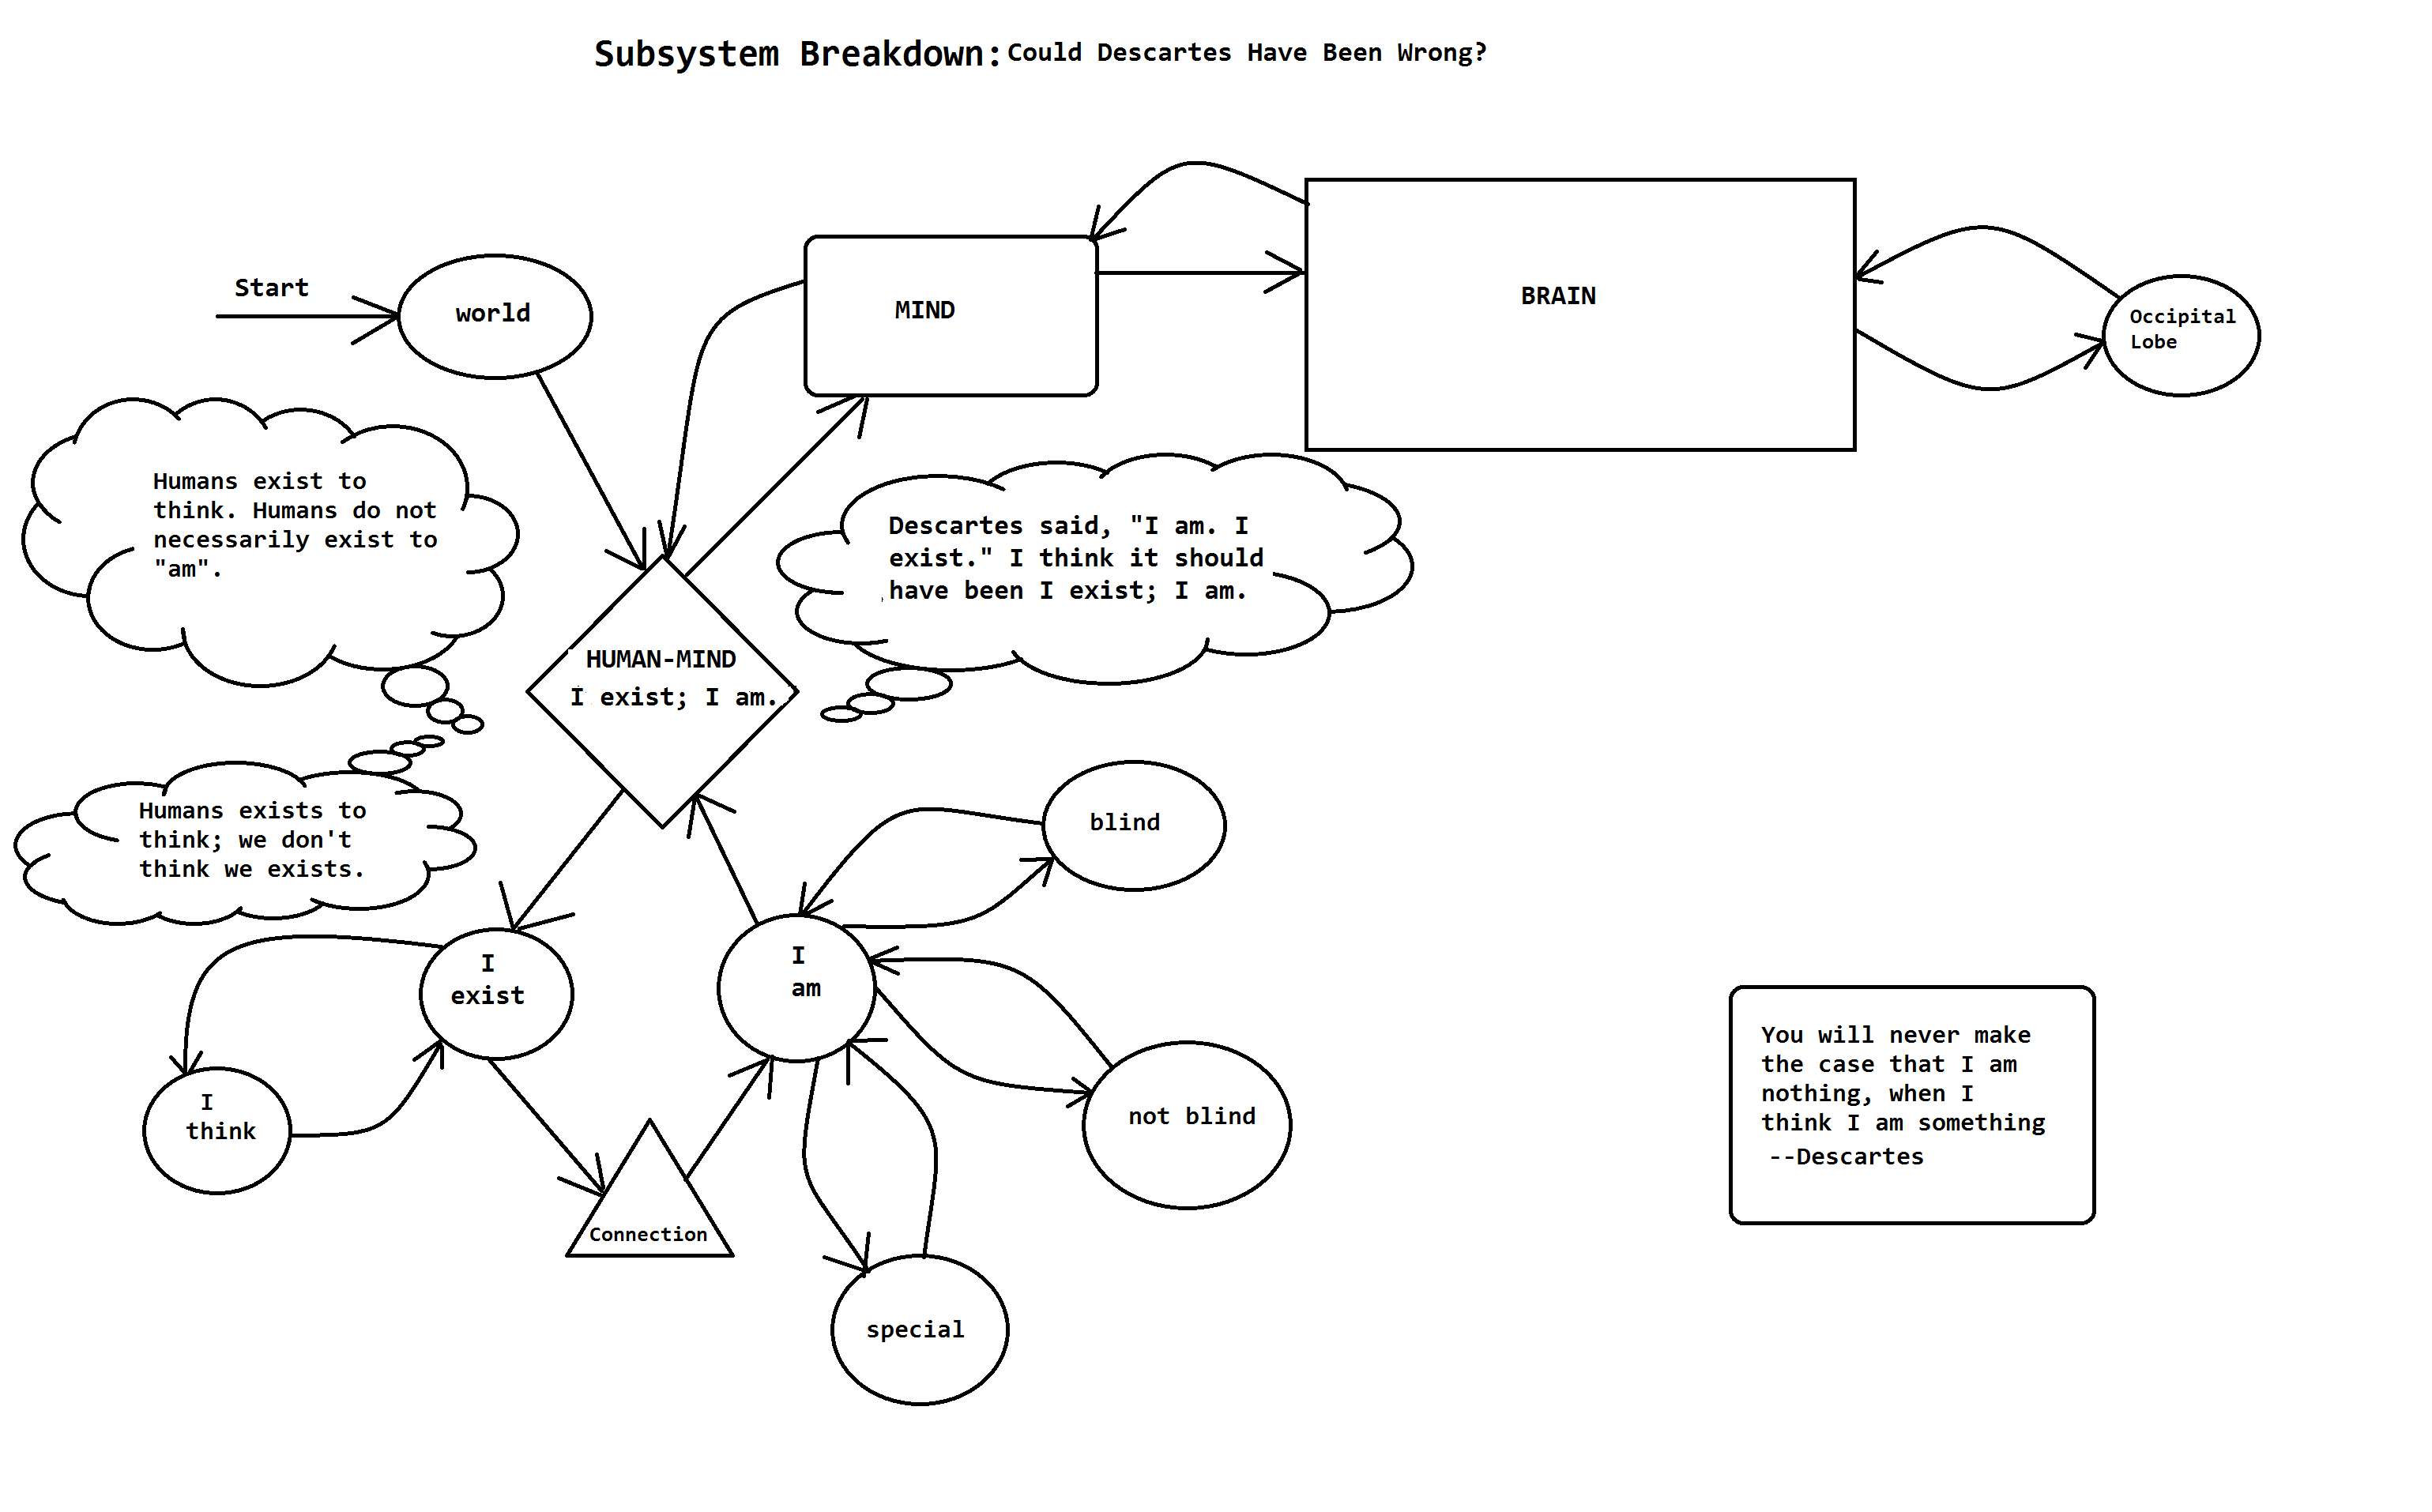 Subsystem Breakdown: Could Descartes Have Been Wrong?
Start
world
MIND
BRAIN
Occipital
Lobe
Humans exist to
think. Humans do not
necessarily exist to
"am".
Descartes said, "I am. I
exist." I think it should
have been I exist; I am.
HUMAN-MIND
I exist; I am.
Humans exists to
think; we don't
think we exists.
blind
I
exist
I
am
I
think
not blind
Connection
special
You will never make
the case that I am
nothing, when I
think I am something
--Descartes